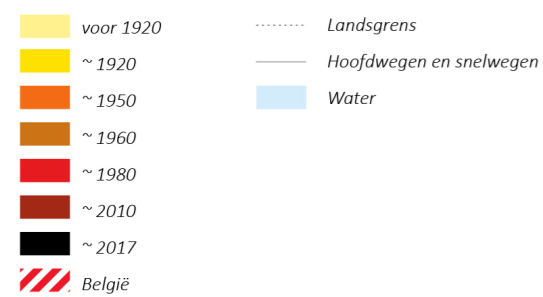 voor 1920
~ 1920
~ 1950
~ 1960
~ 1980
~ 2010
~ 2017
België
Landsgrens
Hoofdwegen en snelwegen
Water